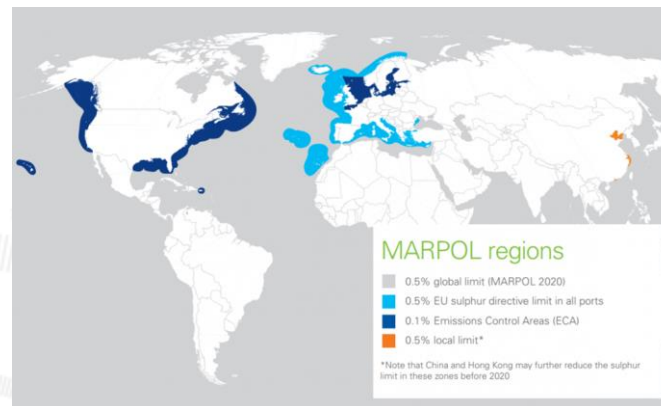 MARPOL regions
0.5% global limit (MARPOL 2020)
0.5% EU sulphur directive limit in all ports
0.1% Emissions Control Areas (ECA)
0.5% local limit*
*Note that China and Hong Kong may further reduce the sulphur
limit in these zones before 2020